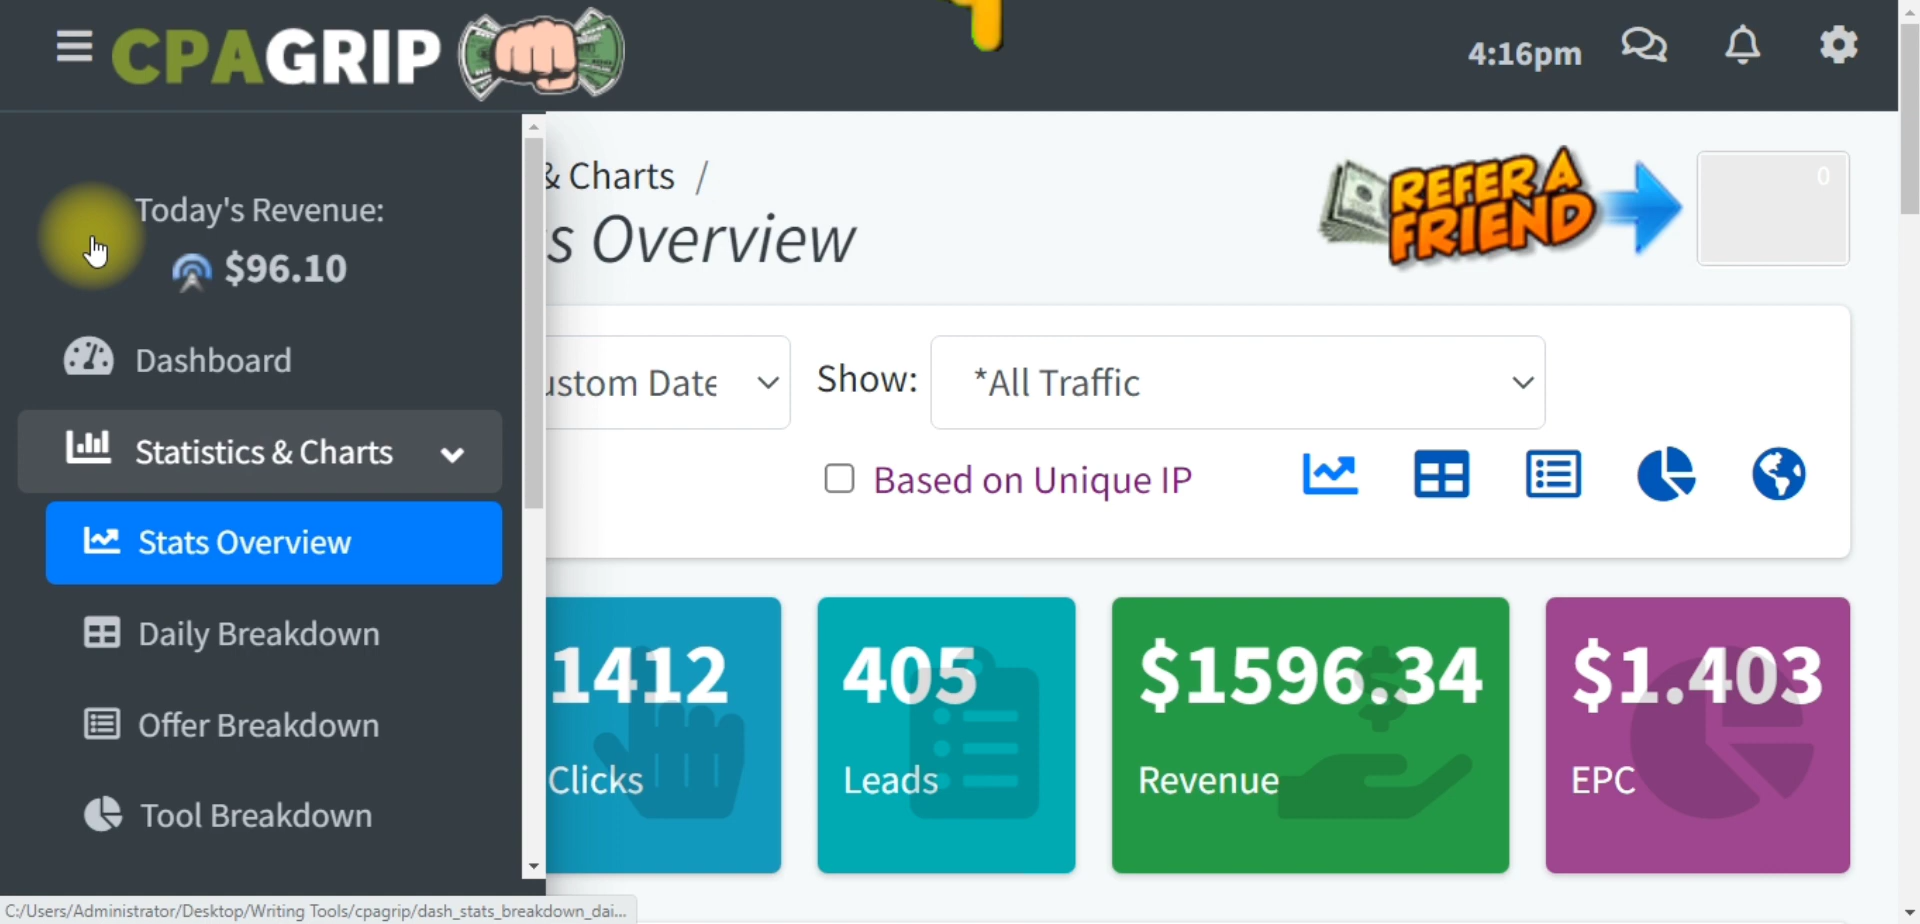 CPAGRIP
4:16pm
Today's Revenue:
$96.10
Dashboard
Statistics & Charts
Stats Overview
Daily Breakdown
Offer Breakdown
Tool Breakdown
& Charts /
s Overview
REFER A
FRIEND
0
ustom Date
Show:
*All Traffic
Based on Unique IP
1412
Clicks
405
Leads
$1596.34
Revenue
$1.403
EPC
C:/Users/Administrator/Desktop/Writing Tools/cpagrip/dash_stats_breakdown_dai...